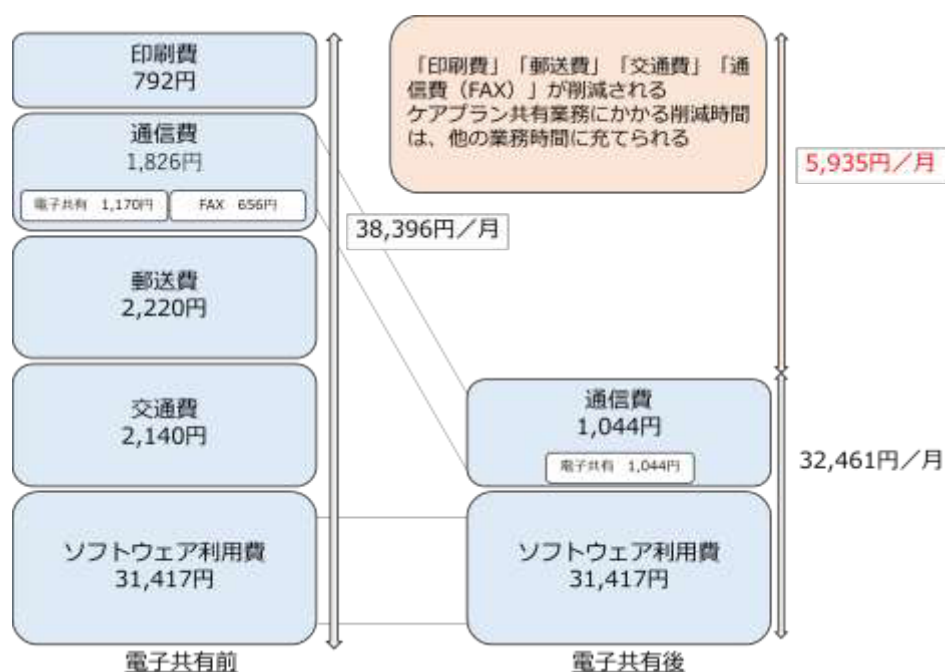 印刷費
792円
通信費
1,826円
電子共有 1,170円
FAX 656円
郵送費
2,220円
交通費
2,140円
ソフトウェア利用費
31,417円
電子共有前
38,396円／月
「印刷費」「郵送費」「交通費」「通
信費（FAX）」が削減される
ケアプラン共有業務にかかる削減時間
は、他の業務時間に充てられる
5,935円／月
通信費
1,044円
電子共有 1,044円
32,461円／月
ソフトウェア利用費
31,417円
電子共有後